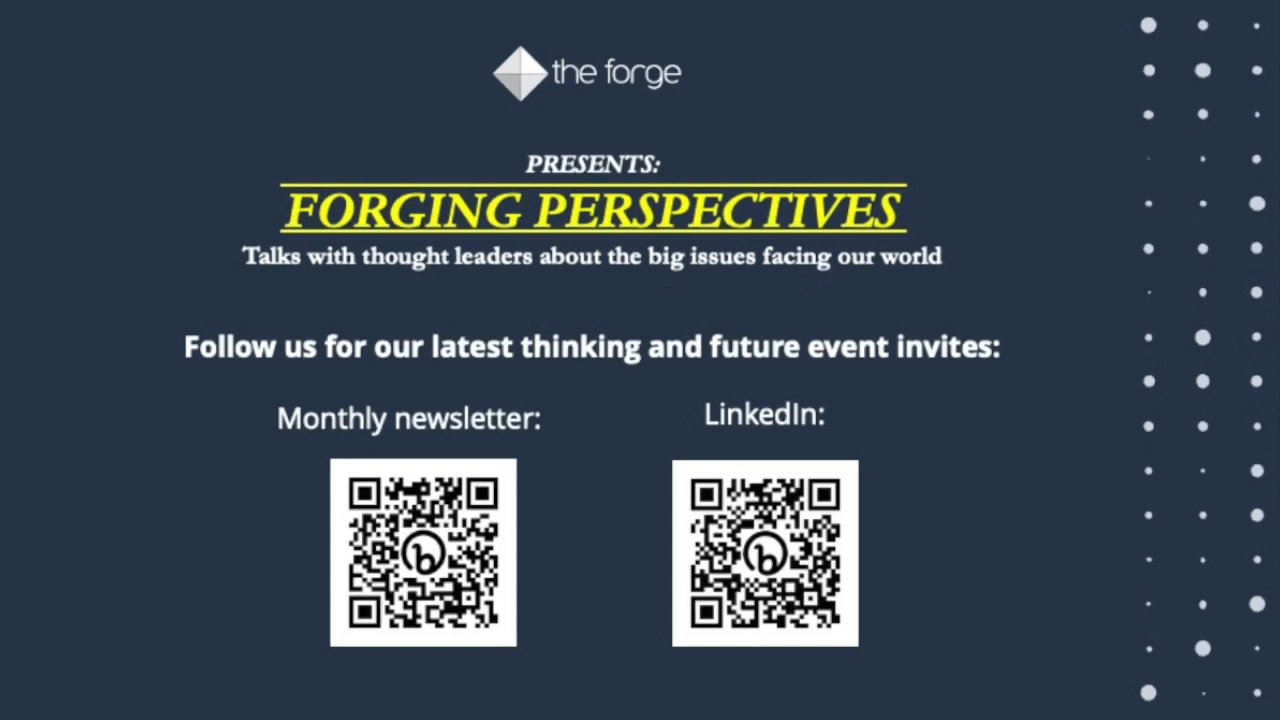 the forge
PRESENTS:
FORGING PERSPECTIVES
Talks with thought leaders about the big issues facing our world
Follow us for our latest thinking and future event invites:
Monthly newsletter:
LinkedIn:
b
b